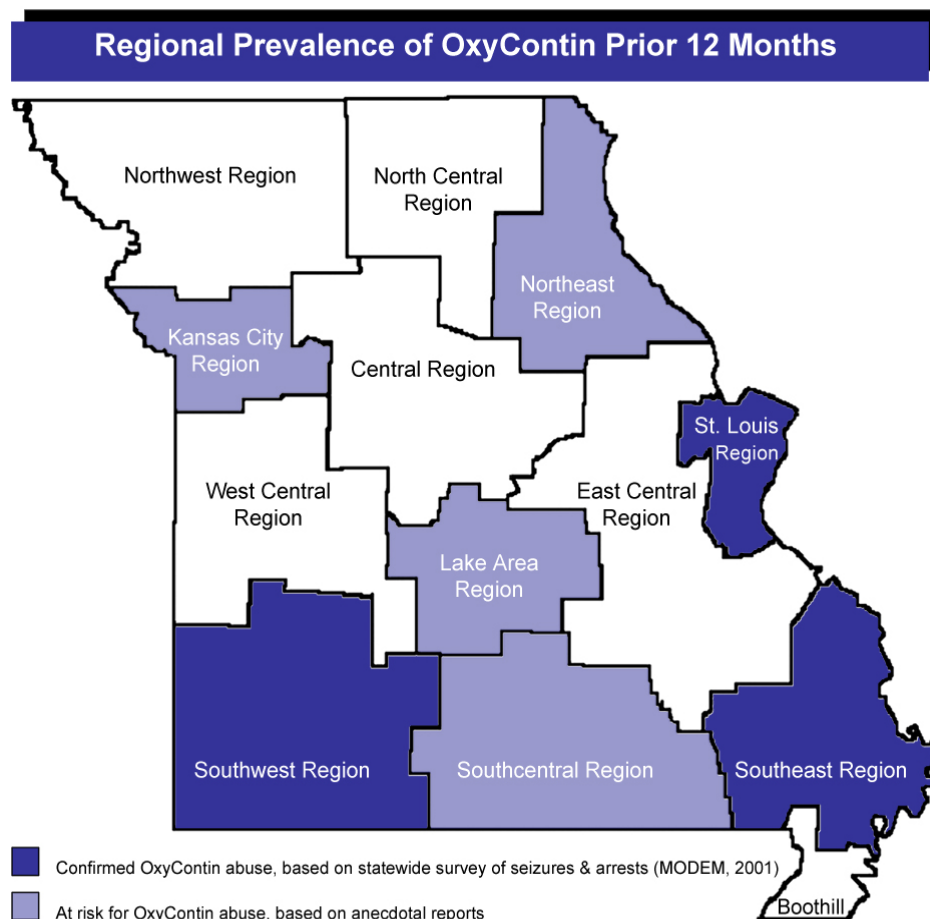 Regional Prevalence of OxyContin Prior 12 Months
Northwest Region
North Central
Region
Northeast
Region
Kansas City
Region
Central Region
St. Louis
Region
West Central
Region
East Central
Region
Lake Area
Region
Southwest Region
Southcentral Region
Southeast Region
Confirmed OxyContin abuse, based on statewide survey of seizures & arrests (MODEM, 2001)
At risk for OxyContin abuse, based on anecdotal reports
Boothill